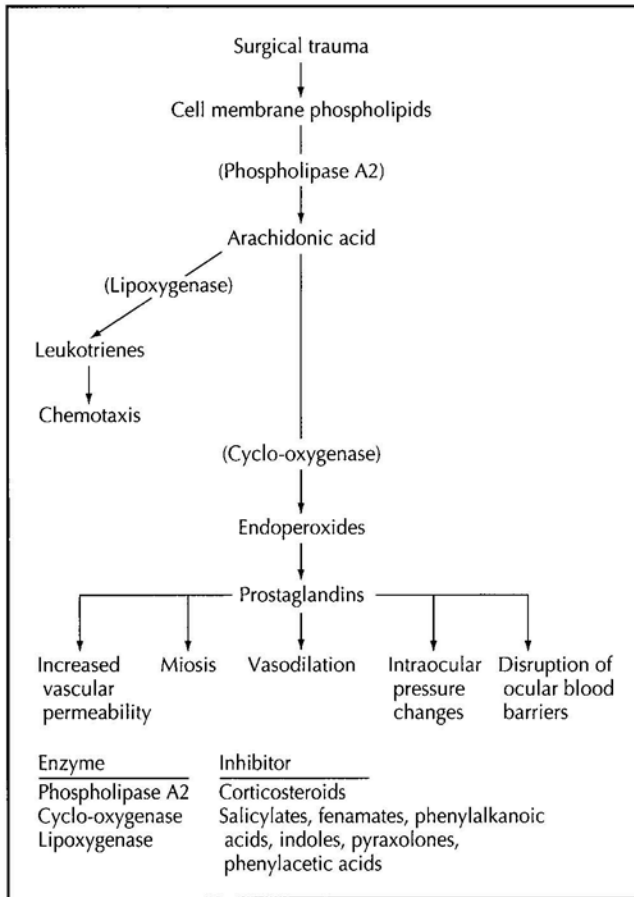 Surgical trauma
Cell membrane phospholipids
(Phospholipase A2)
Arachidonic acid
(Lipoxygenase)
Leukotrienes
Chemotaxis
(Cyclo-oxygenase)
Endoperoxides
Prostaglandins
Increased
vascular
permeability
Miosis
Vasodilation
Intraocular
pressure
changes
Disruption of
ocular blood
barriers
Enzyme
Inhibitor
Phospholipase A2
Corticosteroids
Cyclo-oxygenase
Salicylates, fenamates, phenylalkanoic
Lipoxygenase
acids, indoles, pyraxolones,
phenylacetic acids